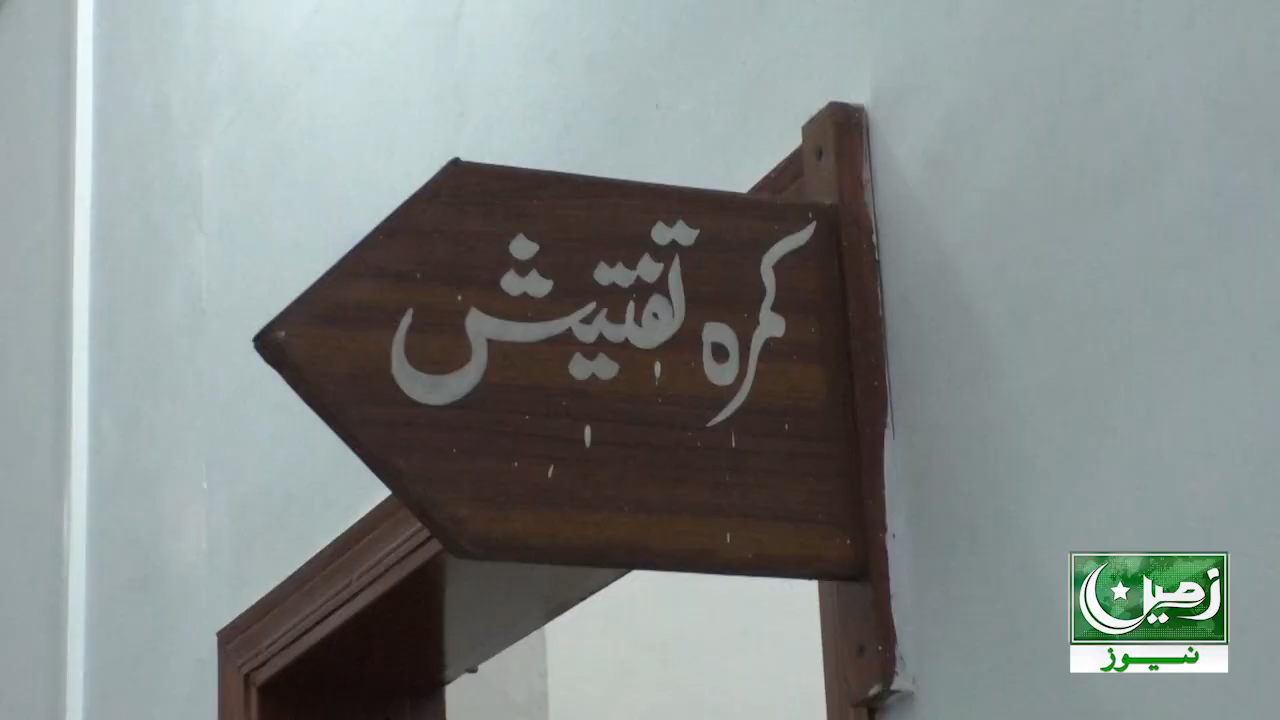 کمرہ تفتیش
زمین
نیوز